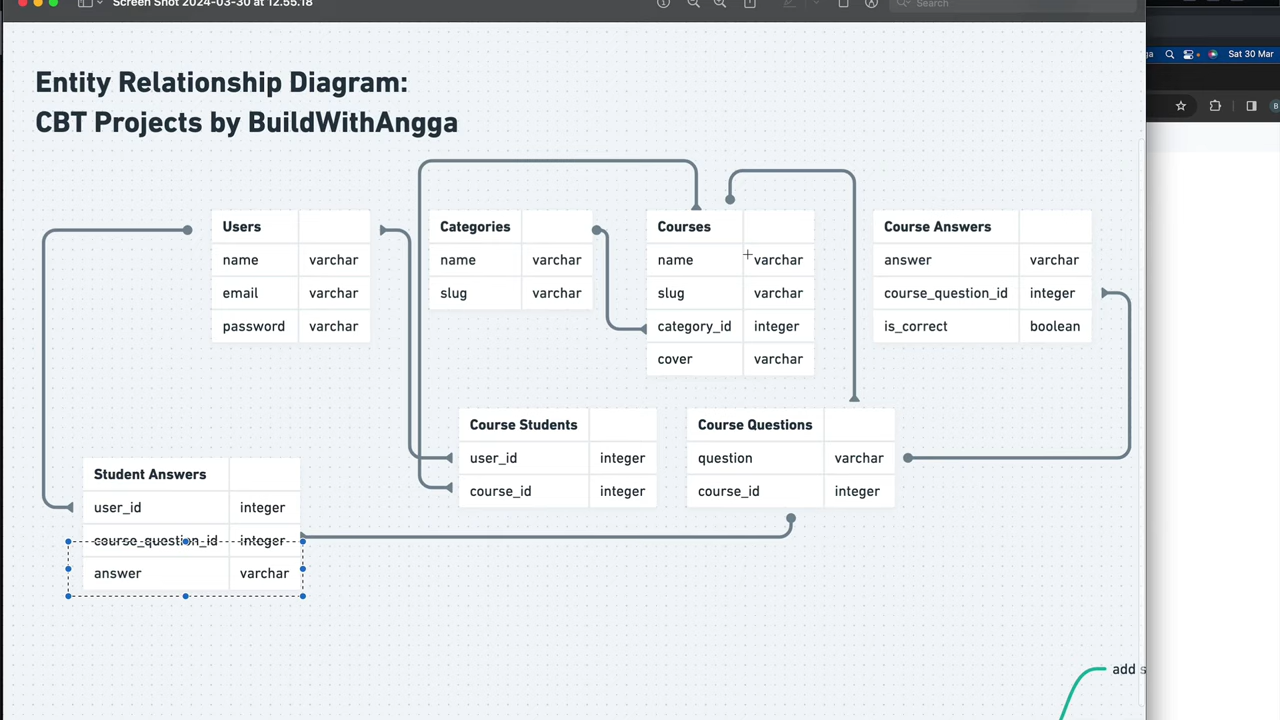 Screen Shot 2024-03-30 at 12.55.18
Search
Sat 30 Mar
Entity Relationship Diagram:
CBT Projects by BuildWithAngga
Users
name varchar
email varchar
password varchar
Categories
name varchar
slug varchar
Courses
name varchar
slug varchar
category_id integer
cover varchar
Course Answers
answer varchar
course_question_id integer
is_correct boolean
Course Students
user_id integer
course_id integer
Course Questions
question varchar
course_id integer
Student Answers
user_id integer
course_question_id integer
answer varchar
add